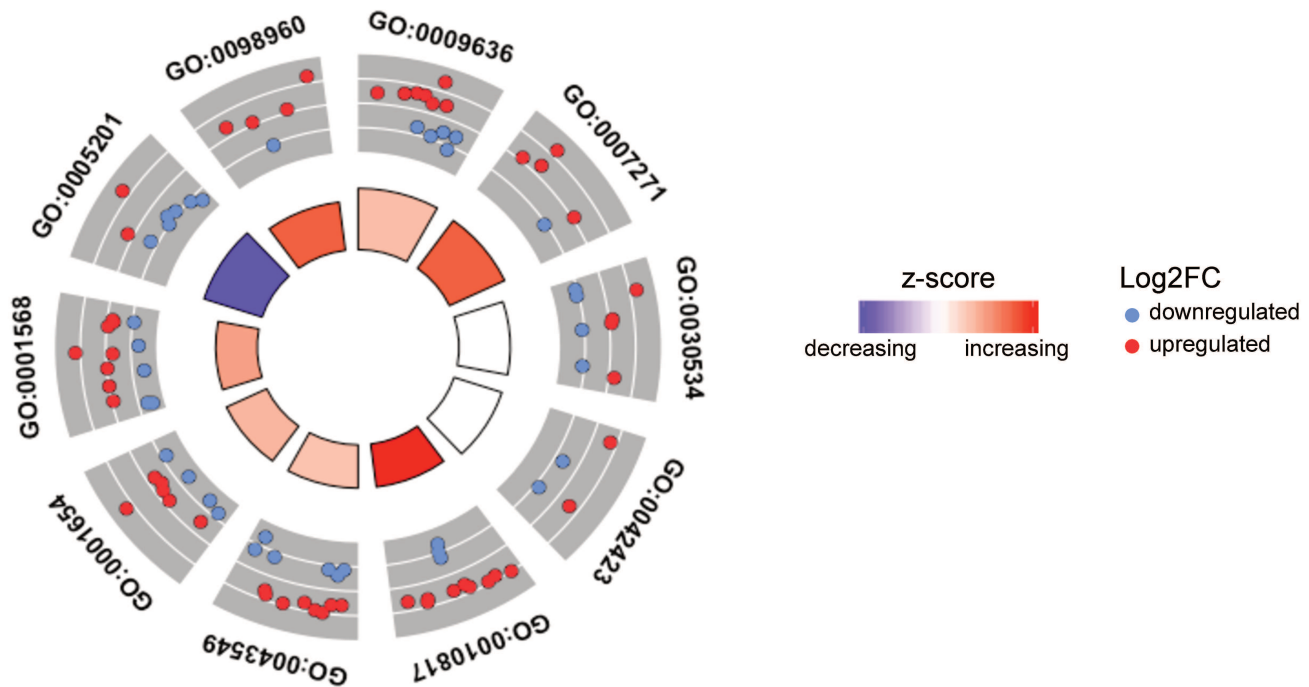 GO:0009636
GO:0007271
GO:0030534
GO:0042423
GO:0010817
GO:0043549
GO:0001654
GO:0001568
GO:0005201
GO:0098960
z-score
decreasing
increasing
Log2FC
downregulated
upregulated